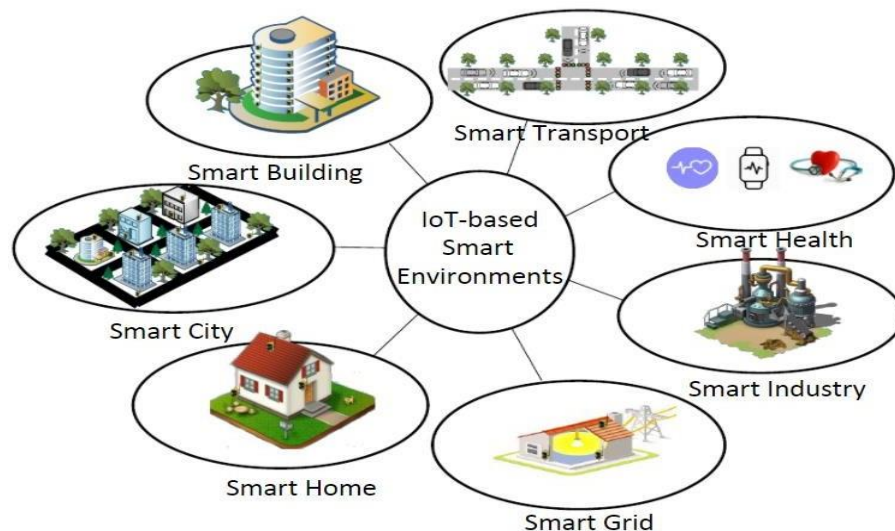 Smart Transport
Smart Building
IoT-based
Smart
Environments
Smart Health
Smart City
Smart Industry
Smart Home
Smart Grid